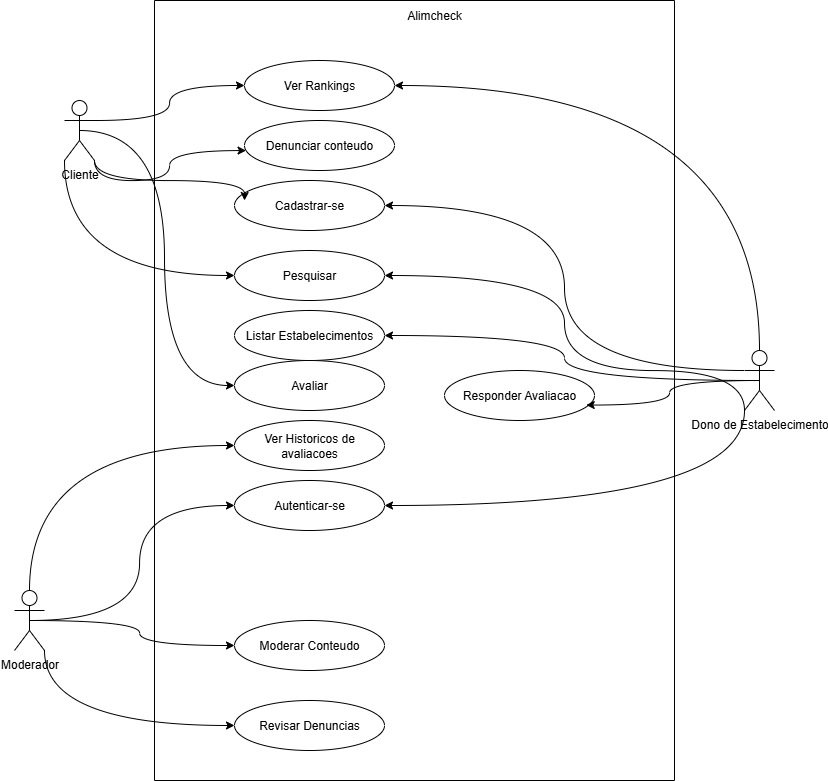 Alimcheck
Ver Rankings
Denunciar conteudo
Cliente
Cadastrar-se
Pesquisar
Listar Estabelecimentos
Avaliar
Responder Avaliacao
Dono de Estabelecimento
Ver Historicos de
avaliacoes
Autenticar-se
Moderar Conteudo
Moderador
Revisar Denuncias